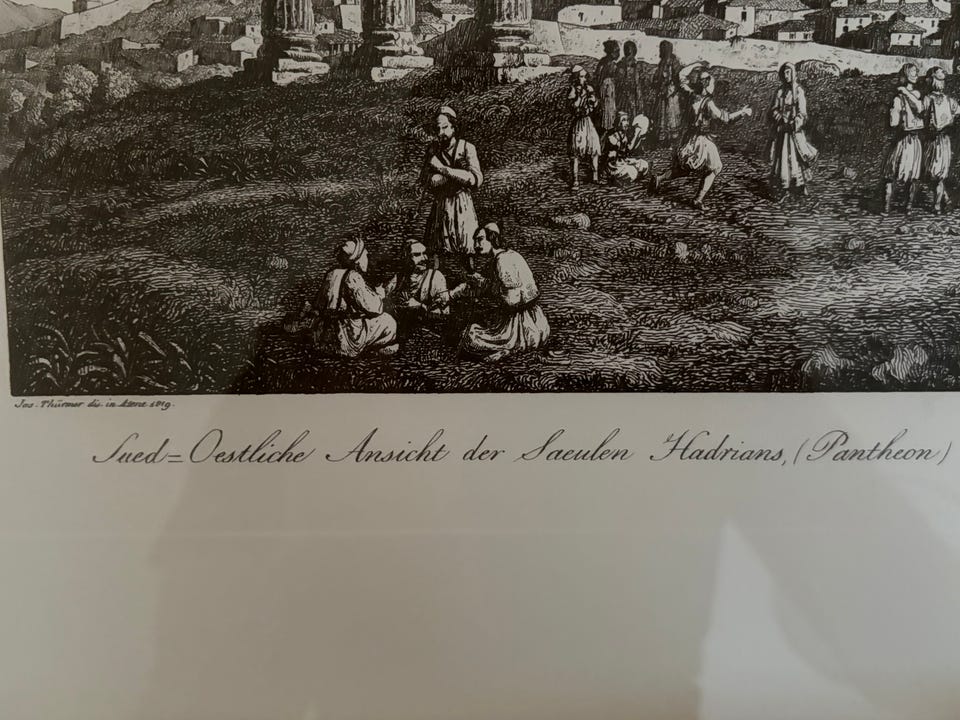 Jos. Thürmer dis. in Atene 1819.
Sued=Oestliche Ansicht der Saeulen Hadrians, (Pantheon)